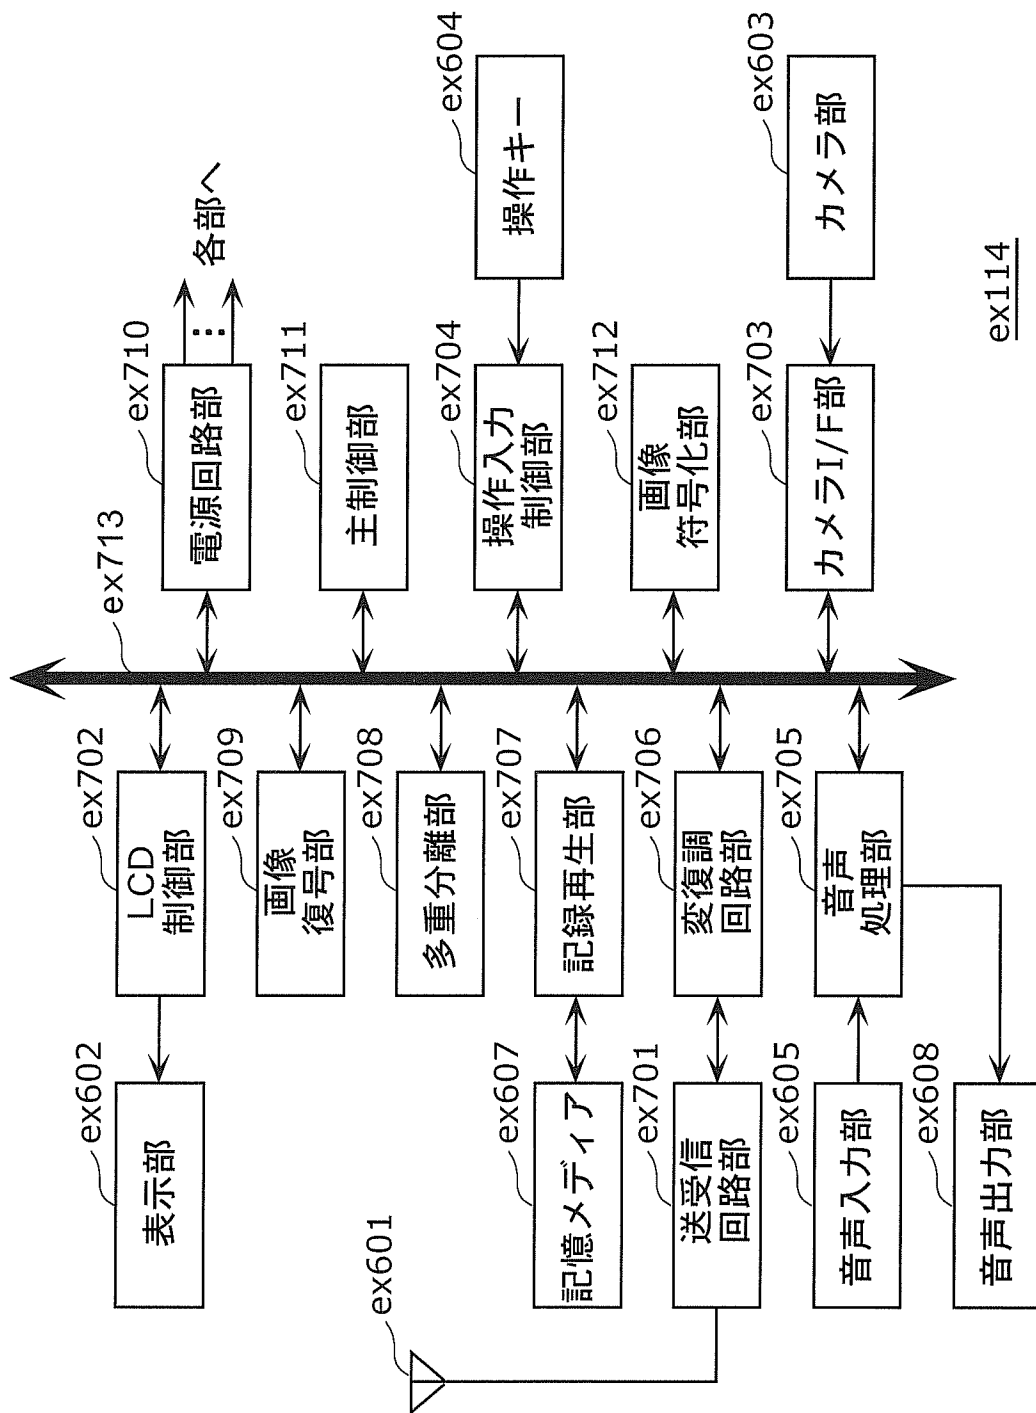 ex713
ex602
表示部
ex702
LCD
制御部
ex710
電源回路部
各部へ
…
ex709
画像
復号部
ex711
主制御部
ex601
ex708
多重分離部
ex704
操作入力
制御部
ex604
操作キー
ex607
記憶メディア
ex707
記録再生部
ex712
画像
符号化部
ex701
送受信
回路部
ex706
変復調
回路部
ex703
カメラI/F部
ex603
カメラ部
ex605
音声入力部
ex705
音声
処理部
ex608
音声出力部
ex114